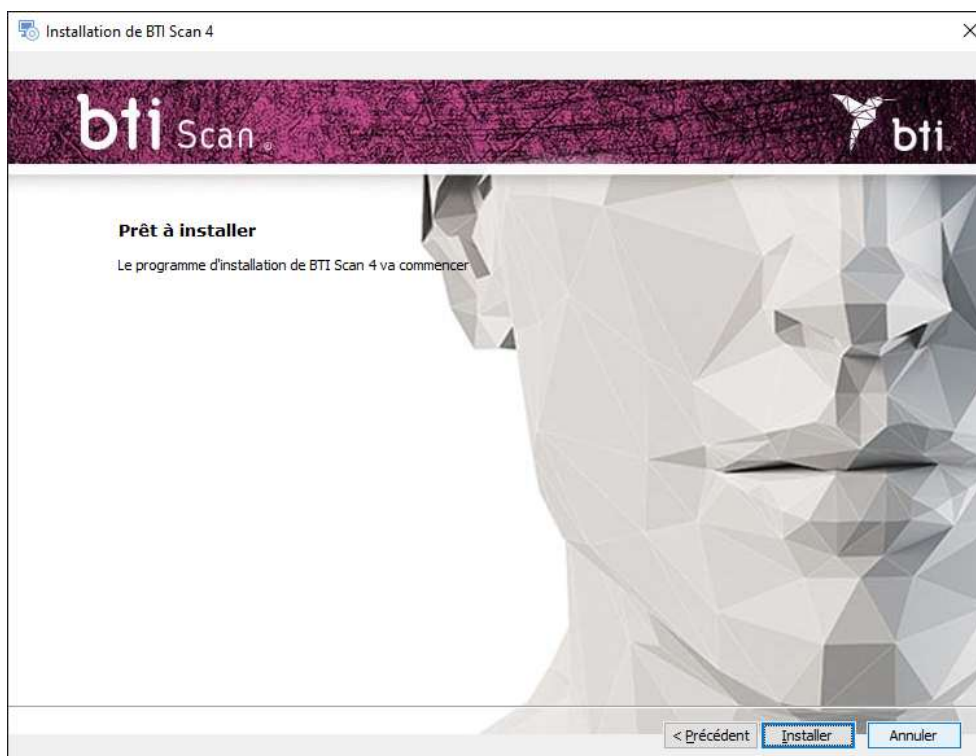 Installation de BTI Scan 4
bti Scan ®
bti
Prêt à installer
Le programme d'installation de BTI Scan 4 va commencer
< Précédent Installer Annuler